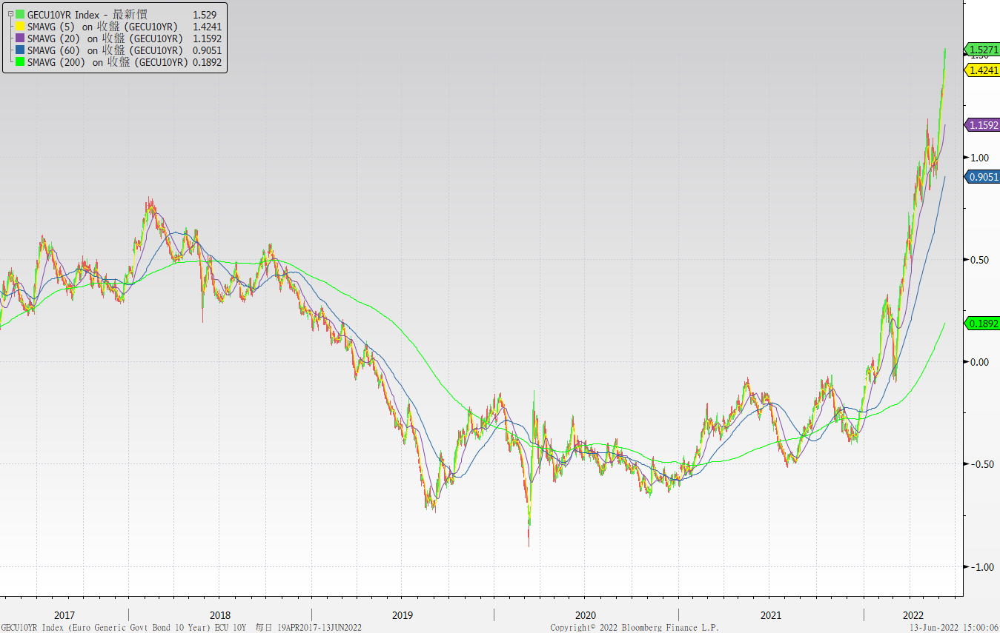 GECU10YR Index - 最新價 1.529
SMAVG (5) on 收盤 (GECU10YR) 1.4241
SMAVG (20) on 收盤 (GECU10YR) 1.1592
SMAVG (60) on 收盤 (GECU10YR) 0.9051
SMAVG (200) on 收盤 (GECU10YR) 0.1892
1.5271
1.4241
1.1592
1.00
0.9051
0.50
0.1892
0.00
-0.50
-1.00
2017 2018 2019 2020 2021 2022
GECU10YR Index (Euro Generic Govt Bond 10 Year) ECU 10Y 每日 19APR2017-13JUN2022 Copyright© 2022 Bloomberg Finance L.P. 13-Jun-2022 15:00:06